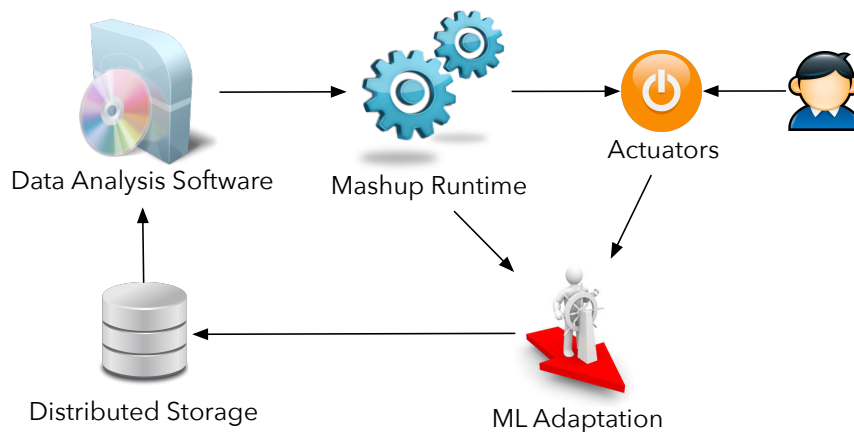 Actuators
Data Analysis Software
Mashup Runtime
Distributed Storage
ML Adaptation